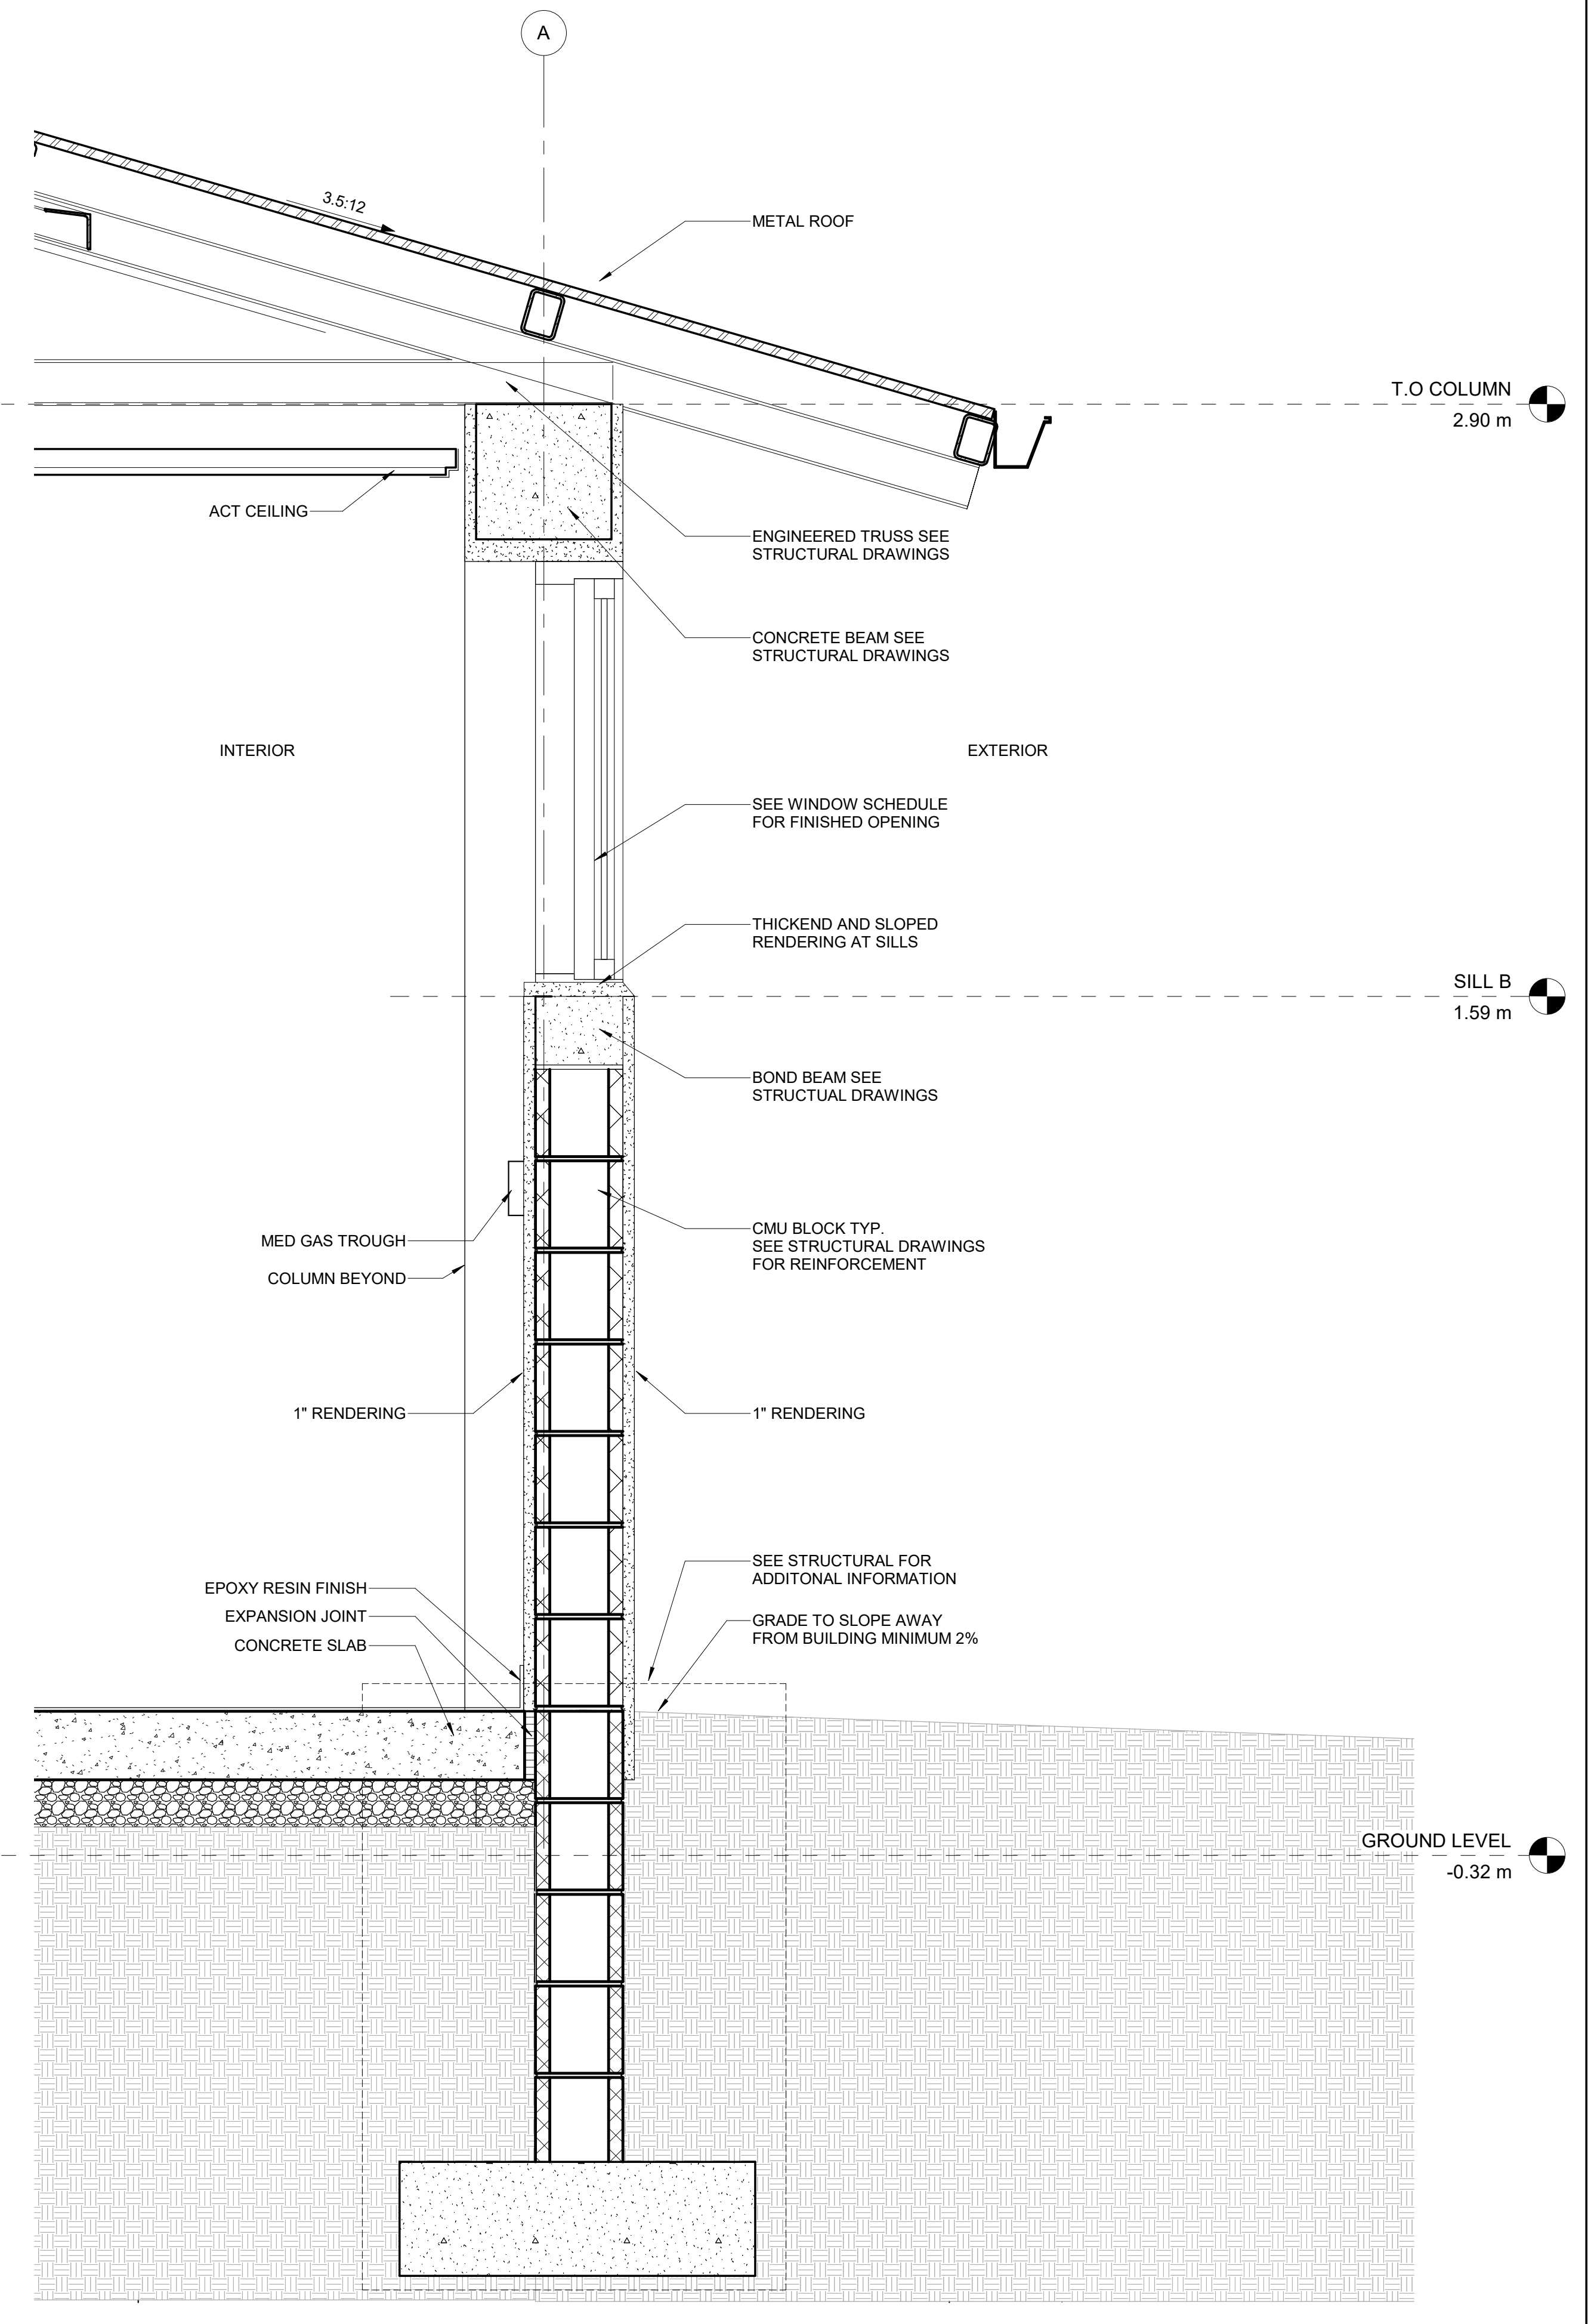 A
3.5:12
METAL ROOF
T.O COLUMN
2.90 m
ACT CEILING
ENGINEERED TRUSS SEE
STRUCTURAL DRAWINGS
CONCRETE BEAM SEE
STRUCTURAL DRAWINGS
INTERIOR
EXTERIOR
SEE WINDOW SCHEDULE
FOR FINISHED OPENING
THICKEND AND SLOPED
RENDERING AT SILLS
SILL B
1.59 m
BOND BEAM SEE
STRUCTUAL DRAWINGS
MED GAS TROUGH
COLUMN BEYOND
CMU BLOCK TYP.
SEE STRUCTURAL DRAWINGS
FOR REINFORCEMENT
1" RENDERING
1" RENDERING
EPOXY RESIN FINISH
EXPANSION JOINT
CONCRETE SLAB
SEE STRUCTURAL FOR
ADDITONAL INFORMATION
GRADE TO SLOPE AWAY
FROM BUILDING MINIMUM 2%
GROUND LEVEL
-0.32 m